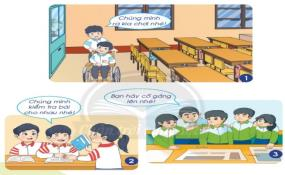 Chúng mình
ra kia chơi nhé!
1
Chúng mình
kiểm tra bài
cho nhau nhé!
2
Bạn hãy cố gắng
lên nhé!
3